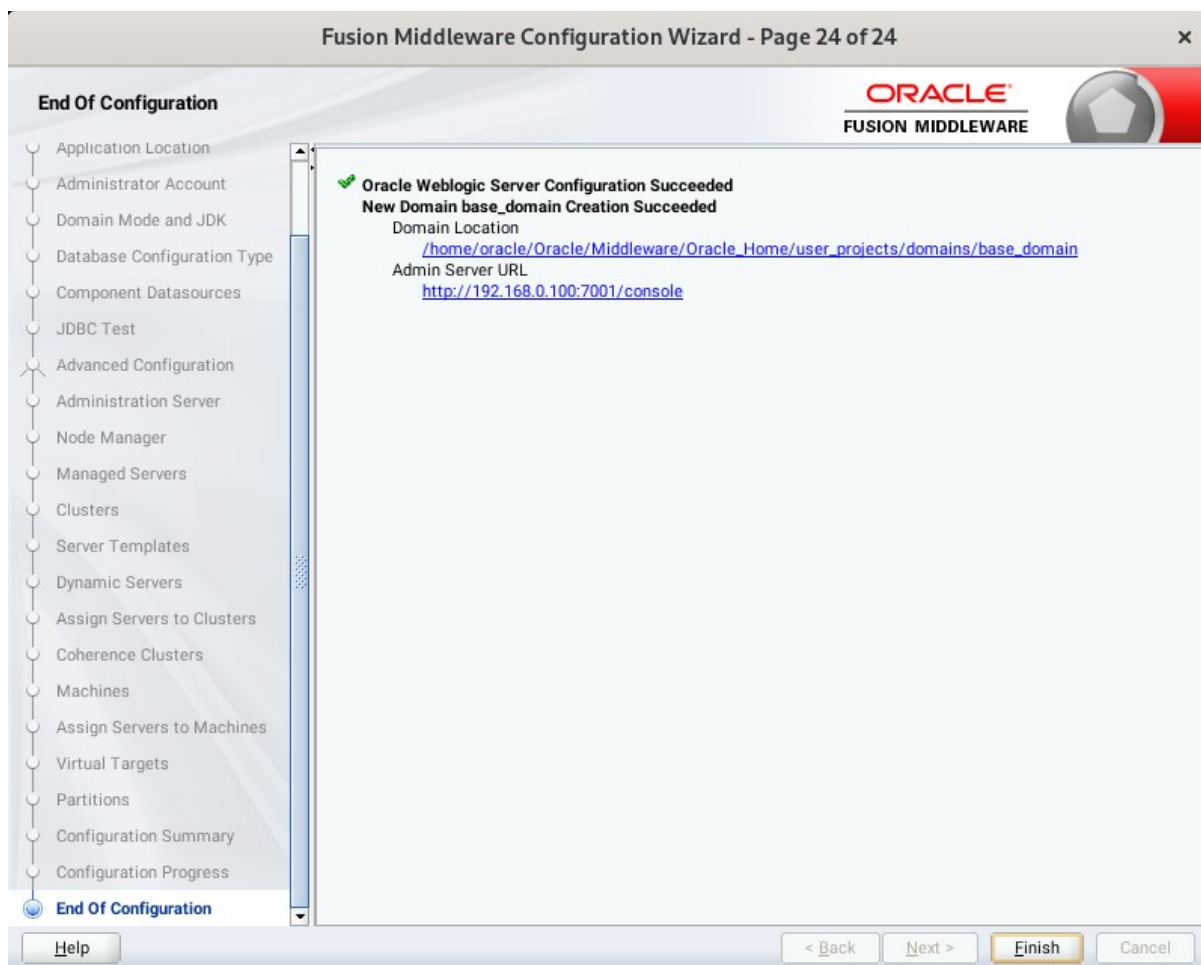 Fusion Middleware Configuration Wizard - Page 24 of 24
End Of Configuration
ORACLE
FUSION MIDDLEWARE
Application Location
Administrator Account
Domain Mode and JDK
Database Configuration Type
Component Datasources
JDBC Test
Advanced Configuration
Administration Server
Node Manager
Managed Servers
Clusters
Server Templates
Dynamic Servers
Assign Servers to Clusters
Coherence Clusters
Machines
Assign Servers to Machines
Virtual Targets
Partitions
Configuration Summary
Configuration Progress
End Of Configuration
Oracle Weblogic Server Configuration Succeeded
New Domain base_domain Creation Succeeded
Domain Location
/home/oracle/Oracle/Middleware/Oracle_Home/user_projects/domains/base_domain
Admin Server URL
http://192.168.0.100:7001/console
Help
< Back
Next >
Finish
Cancel